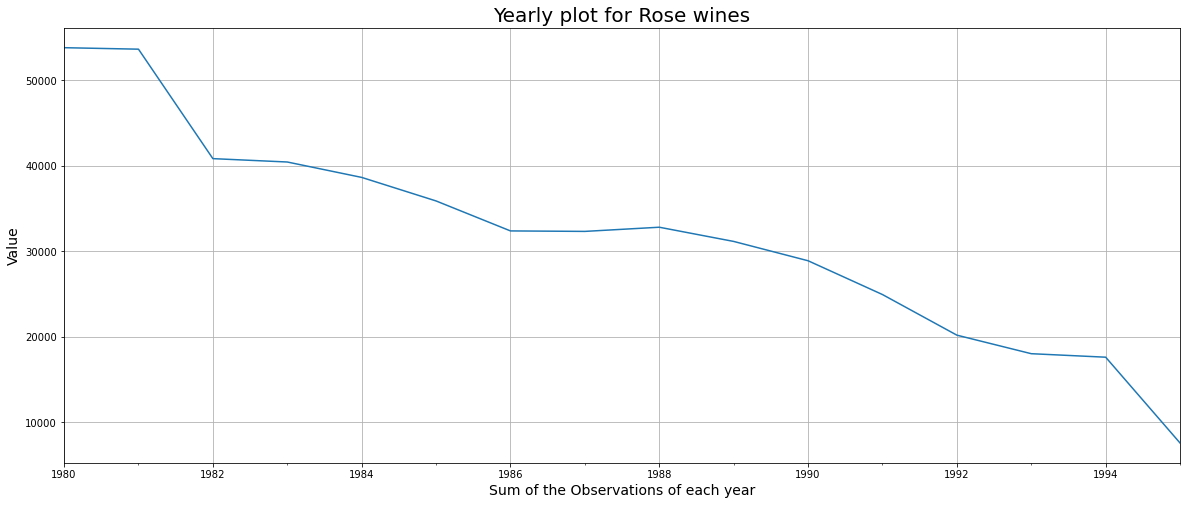 Yearly plot for Rose wines
Value
50000
40000
30000
20000
10000
1980 1982 1984 1986 1988 1990 1992 1994
Sum of the Observations of each year